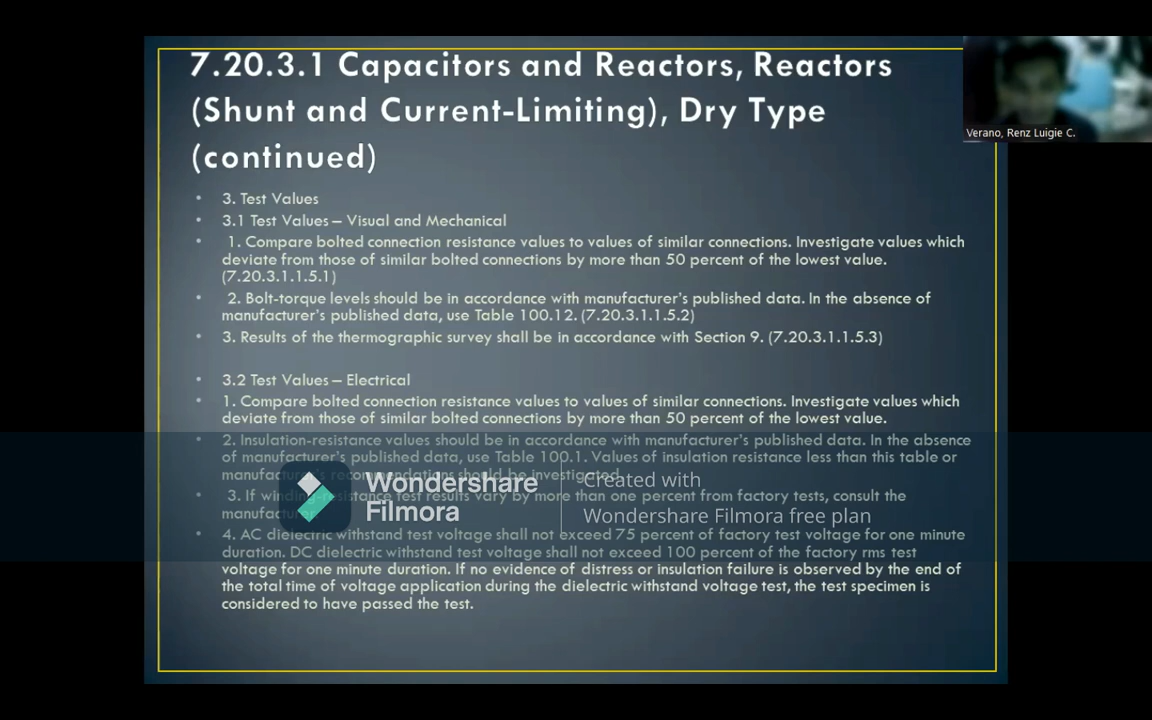 7.20.3.1 Capacitors and Reactors, Reactors
(Shunt and Current-Limiting), Dry Type
(continued)
Verano, Renz Luigie C.
• 3. Test Values
• 3.1 Test Values – Visual and Mechanical
• 1. Compare bolted connection resistance values to values of similar connections. Investigate values which
deviate from those of similar bolted connections by more than 50 percent of the lowest value.
(7.20.3.1.1.5.1)
• 2. Bolt-torque levels should be in accordance with manufacturer's published data. In the absence of
manufacturer's published data, use Table 100.12. (7.20.3.1.1.5.2)
• 3. Results of the thermographic survey shall be in accordance with Section 9. (7.20.3.1.1.5.3)
• 3.2 Test Values – Electrical
• 1. Compare bolted connection resistance values to values of similar connections. Investigate values which
deviate from those of similar bolted connections by more than 50 percent of the lowest value.
• 2. Insulation-resistance values should be in accordance with manufacturer's published data. In the absence
of manufacturer's published data, use Table 100.1. Values of insulation resistance less than this table or
manufacturer's recommendations should be investigated.
• 3. If winding-resistance test results vary by more than one percent from factory tests, consult the
manufacturer.
• 4. AC dielectric withstand test voltage shall not exceed 75 percent of factory test voltage for one minute
duration. DC dielectric withstand test voltage shall not exceed 100 percent of the factory rms test
voltage for one minute duration. If no evidence of distress or insulation failure is observed by the end of
the total time of voltage application during the dielectric withstand voltage test, the test specimen is
considered to have passed the test.
Wondershare
Filmora
Created with
Wondershare Filmora free plan